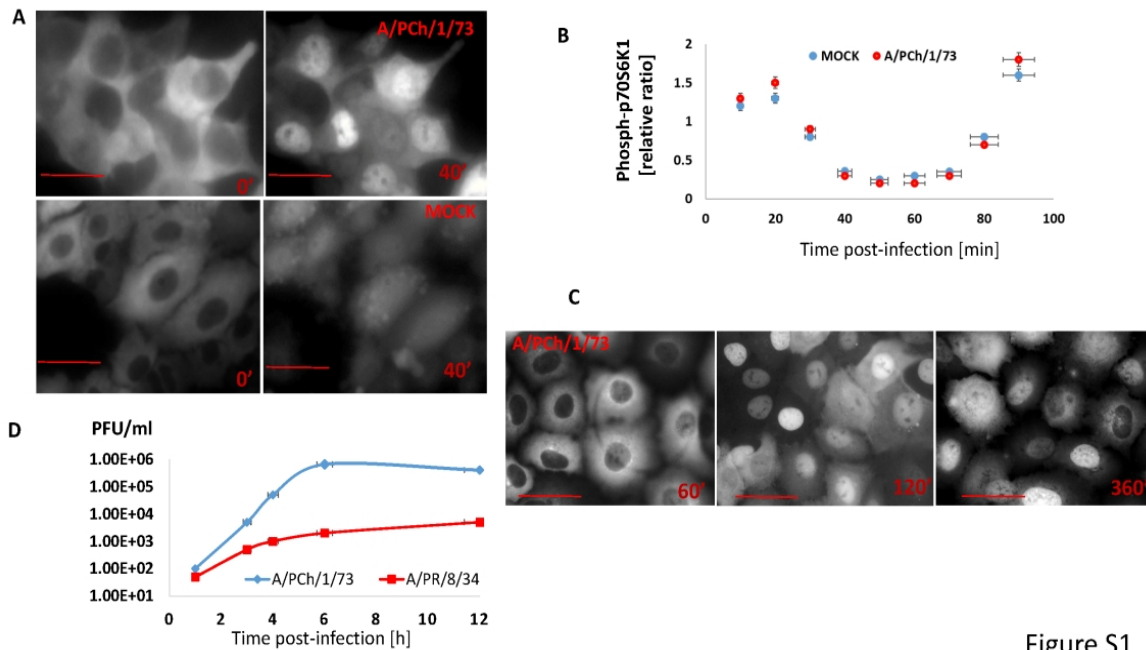 A
A/PCh/1/73
0'
40'
MOCK
0'
40'
B
Phosph-p70S6K1
[relative ratio]
2
1.5
1
0.5
0
MOCK
A/PCh/1/73
0
20
40
60
80
100
Time post-infection [min]
C
A/PCh/1/73
60'
120'
360'
D
PFU/ml
1.00E+06
1.00E+05
1.00E+04
1.00E+03
1.00E+02
1.00E+01
A/PCh/1/73
A/PR/8/34
0
2
4
6
8
10
12
Time post-infection [h]
Figure S1